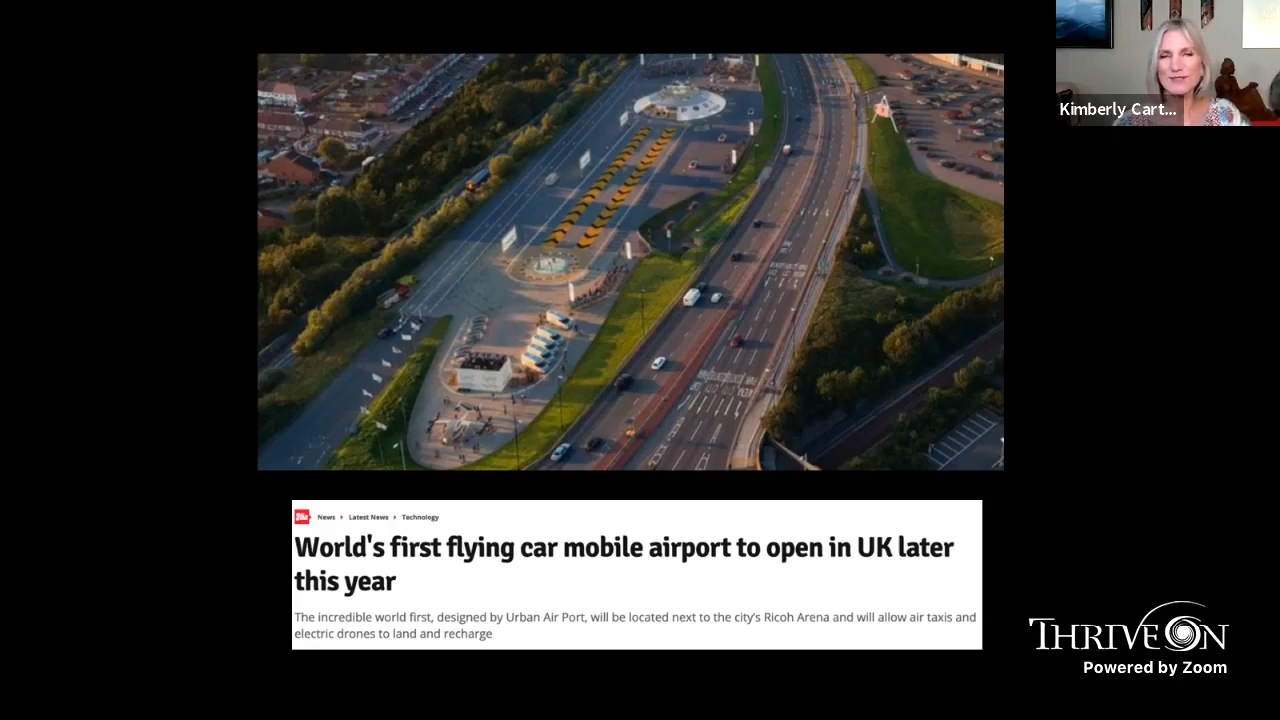 Kimberly Cart...
News Latest News Technology
World's first flying car mobile airport to open in UK later
this year
The incredible world first, designed by Urban Air Port, will be located next to the city's Ricoh Arena and will allow air taxis and
electric drones to land and recharge
THRIVEON
Powered by Zoom